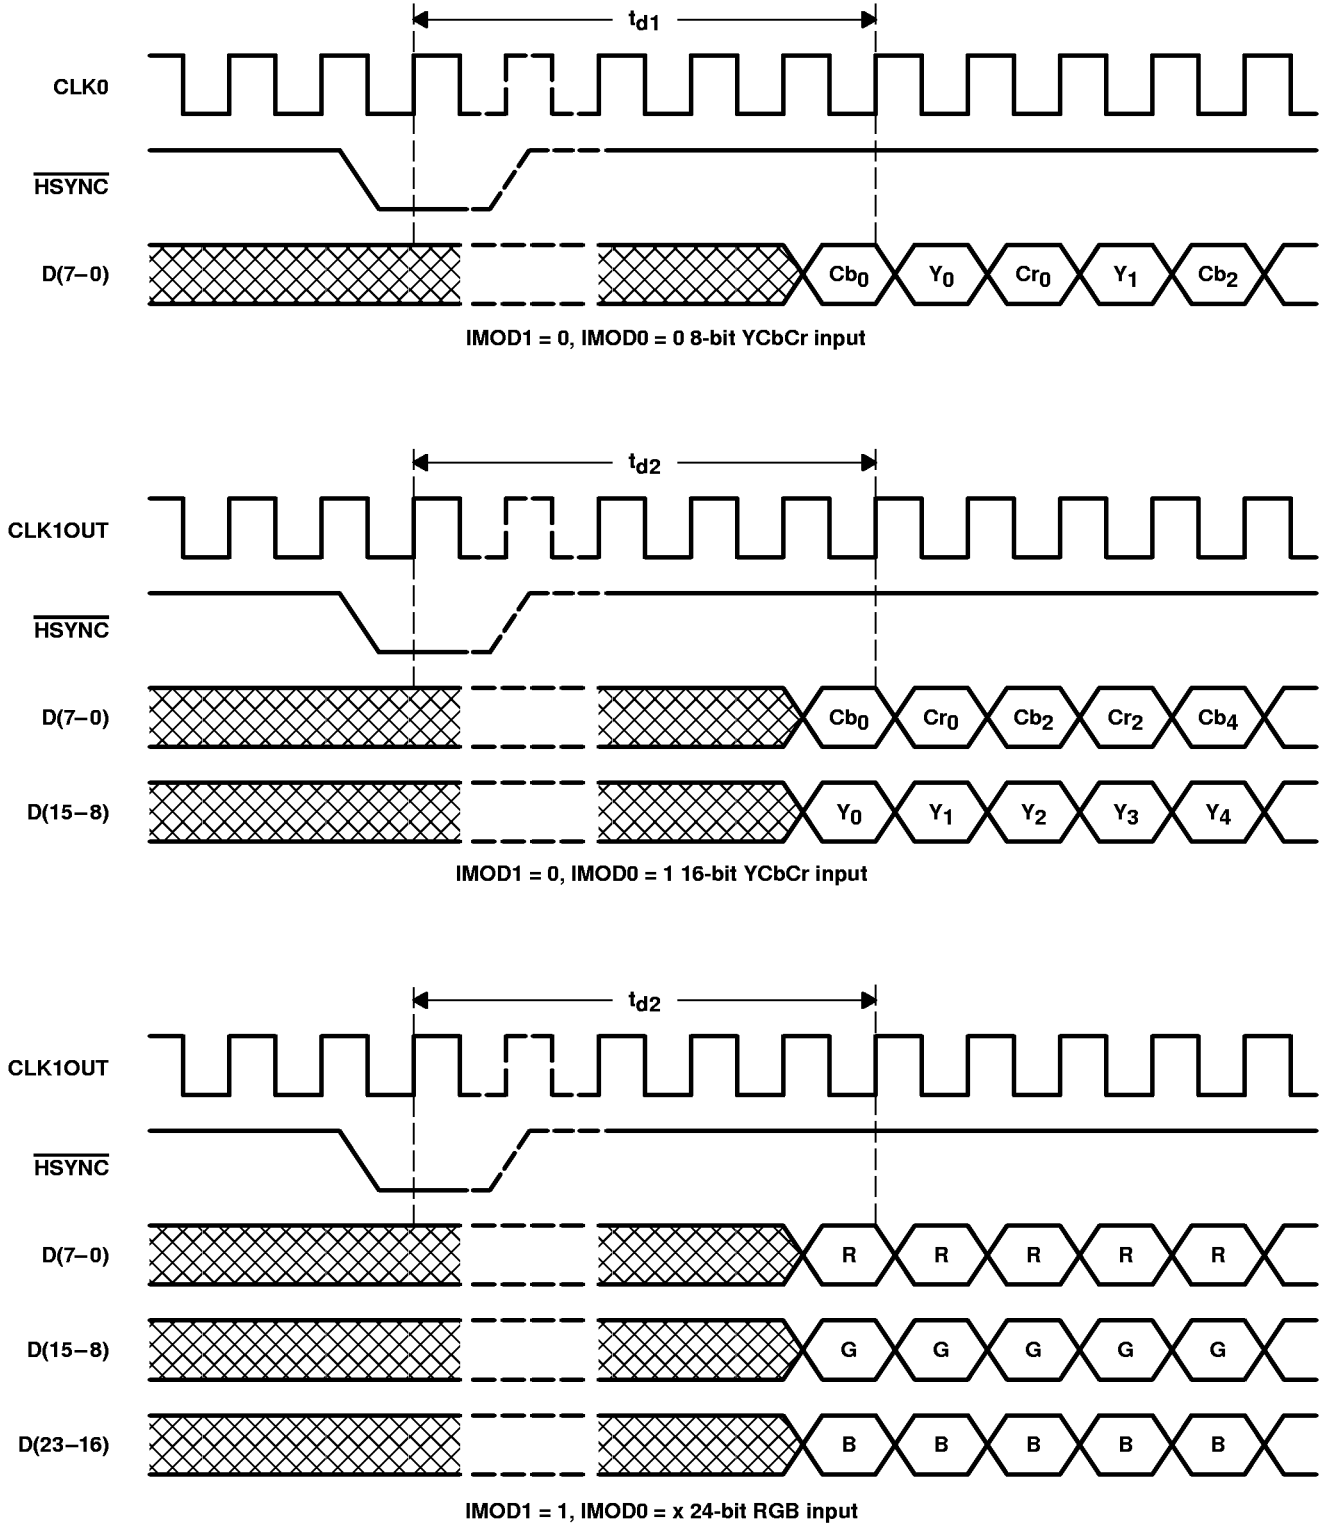 td1
CLK0
HSYNC
D(7–0) Cb0 Y0 Cr0 Y1 Cb2
IMOD1 = 0, IMOD0 = 0 8-bit YCbCr input
td2
CLK1OUT
HSYNC
D(7–0) Cb0 Cr0 Cb2 Cr2 Cb4
D(15–8) Y0 Y1 Y2 Y3 Y4
IMOD1 = 0, IMOD0 = 1 16-bit YCbCr input
td2
CLK1OUT
HSYNC
D(7–0) R R R R R
D(15–8) G G G G G
D(23–16) B B B B B
IMOD1 = 1, IMOD0 = x 24-bit RGB input